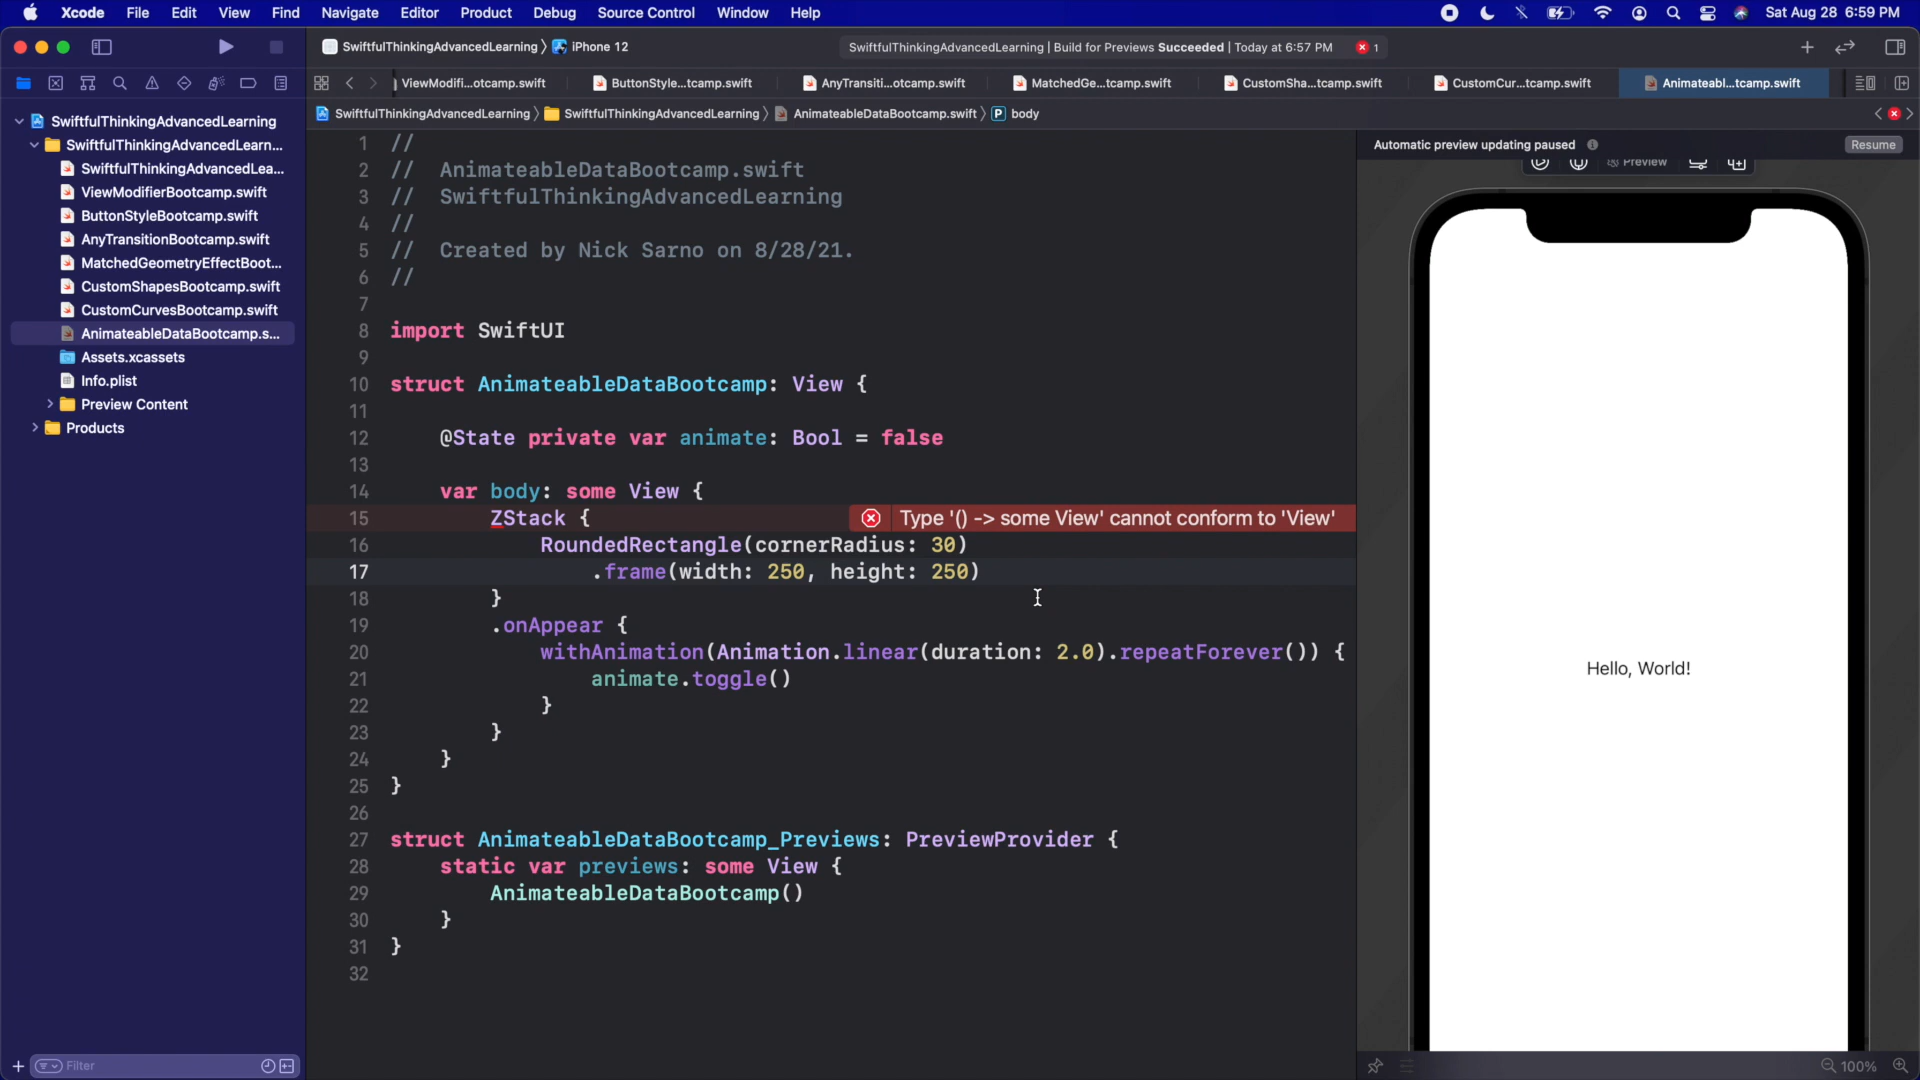 Xcode File Edit View Find Navigate Editor Product Debug Source Control Window Help Sat Aug 28 6:59 PM
SwiftfulThinkingAdvancedLearning iPhone 12 SwiftfulThinkingAdvancedLearning | Build for Previews Succeeded | Today at 6:57 PM 1
ViewModifi...otcamp.swift ButtonStyle...tcamp.swift AnyTransiti...otcamp.swift MatchedGe...tcamp.swift CustomSha...tcamp.swift CustomCur...tcamp.swift Animateabl...tcamp.swift
SwiftfulThinkingAdvancedLearning SwiftfulThinkingAdvancedLearning AnimateableDataBootcamp.swift P body
SwiftfulThinkingAdvancedLearning
SwiftfulThinkingAdvancedLearn...
SwiftfulThinkingAdvancedLea...
ViewModifierBootcamp.swift
ButtonStyleBootcamp.swift
AnyTransitionBootcamp.swift
MatchedGeometryEffectBoot...
CustomShapesBootcamp.swift
CustomCurvesBootcamp.swift
AnimateableDataBootcamp.s...
Assets.xcassets
Info.plist
Preview Content
Products
Filter
1 //
2 // AnimateableDataBootcamp.swift
3 // SwiftfulThinkingAdvancedLearning
4 //
5 // Created by Nick Sarno on 8/28/21.
6 //
7
8 import SwiftUI
9
10 struct AnimateableDataBootcamp: View {
11
12 @State private var animate: Bool = false
13
14 var body: some View {
15 ZStack { Type '() -> some View' cannot conform to 'View'
16 RoundedRectangle(cornerRadius: 30)
17 .frame(width: 250, height: 250)
18 }
19 .onAppear {
20 withAnimation(Animation.linear(duration: 2.0).repeatForever()) {
21 animate.toggle()
22 }
23 }
24 }
25 }
26
27 struct AnimateableDataBootcamp_Previews: PreviewProvider {
28 static var previews: some View {
29 AnimateableDataBootcamp()
30 }
31 }
32
Automatic preview updating paused Resume
Preview
Hello, World!
100%